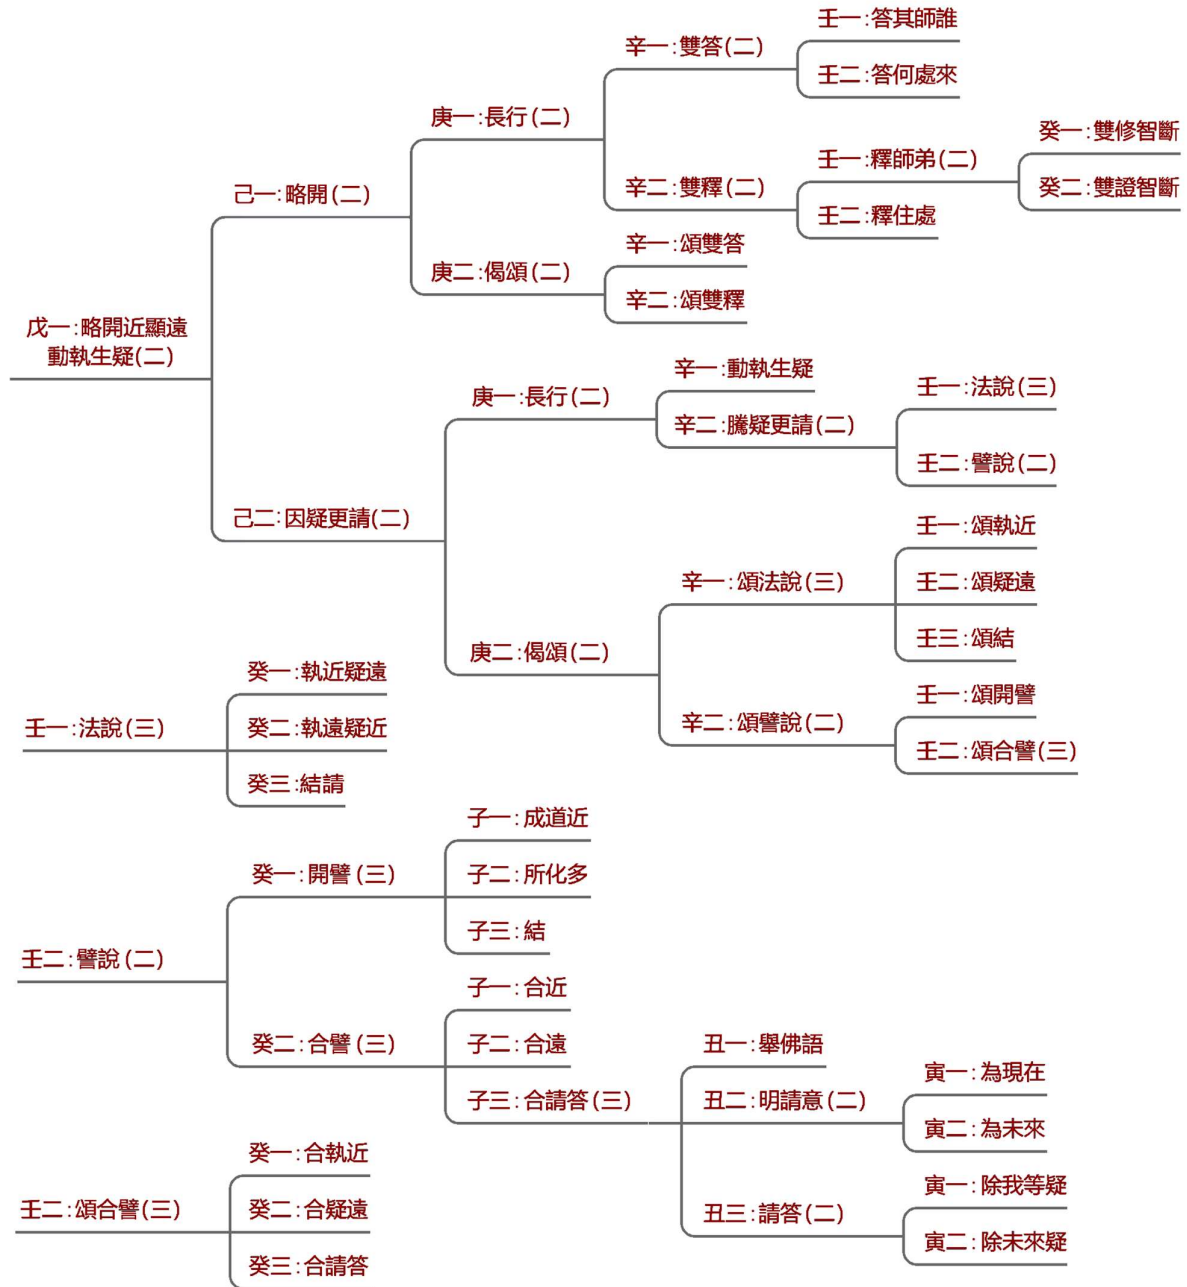 戊一：略開近顯遠
動執生疑(二)
己一：略開(二)
庚一：長行(二)
辛一：雙答(二)
壬一：答其師誰
壬二：答何處來
辛二：雙釋(二)
壬一：釋師弟(二)
癸一：雙修智斷
癸二：雙證智斷
壬二：釋住處
庚二：偈頌(二)
辛一：頌雙答
辛二：頌雙釋
己二：因疑更請(二)
庚一：長行(二)
辛一：動執生疑
辛二：騰疑更請(二)
壬一：法說(三)
壬二：譬說(二)
庚二：偈頌(二)
辛一：頌法說(三)
壬一：頌執近
壬二：頌疑遠
壬三：頌結
辛二：頌譬說(二)
壬一：頌開譬
壬二：頌合譬(三)
壬一：法說(三)
癸一：執近疑遠
癸二：執遠疑近
癸三：結請
壬二：譬說(二)
癸一：開譬(三)
子一：成道近
子二：所化多
子三：結
癸二：合譬(三)
子一：合近
子二：合遠
子三：合請答(三)
丑一：舉佛語
丑二：明請意(二)
寅一：為現在
寅二：為未來
丑三：請答(二)
寅一：除我等疑
寅二：除未來疑
壬二：頌合譬(三)
癸一：合執近
癸二：合疑遠
癸三：合請答